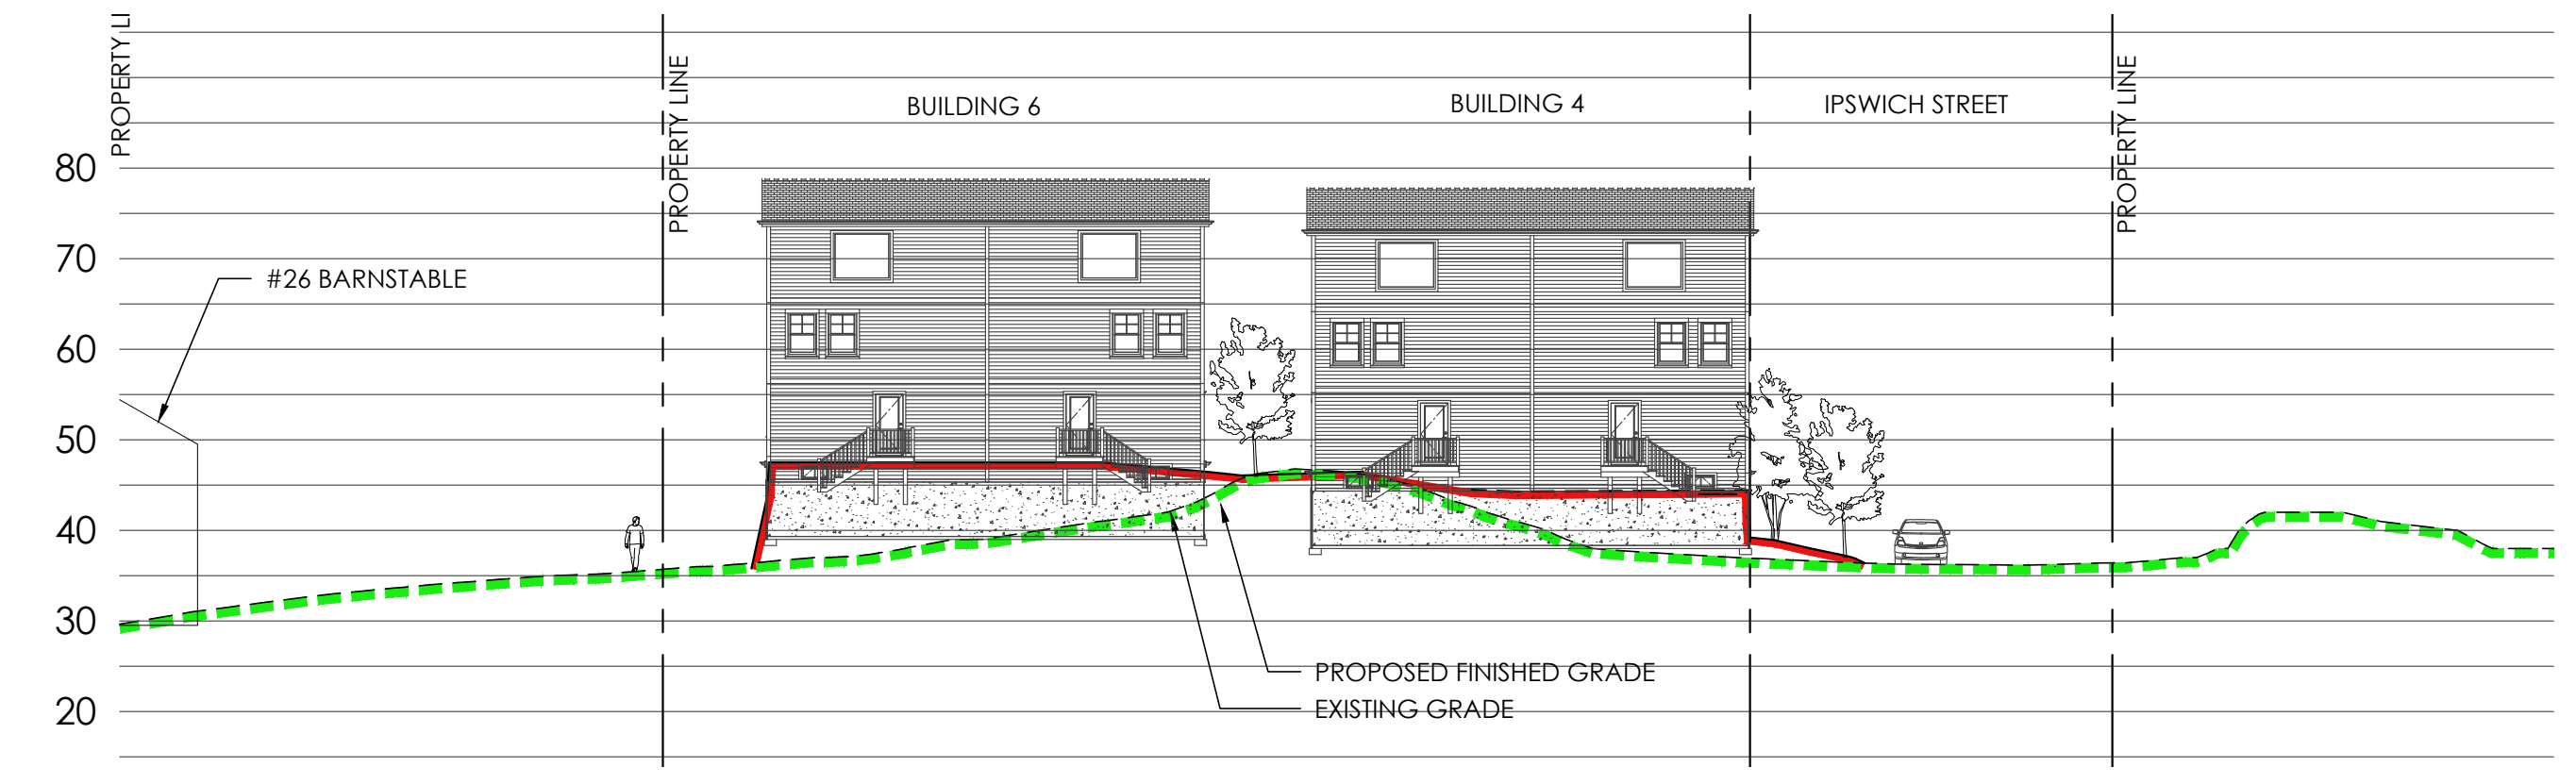 PROPERTY LI
PROPERTY LINE
BUILDING 6
BUILDING 4
IPSWICH STREET
PROPERTY LINE
80
70
#26 BARNSTABLE
60
50
40
30
PROPOSED FINISHED GRADE
EXISTING GRADE
20